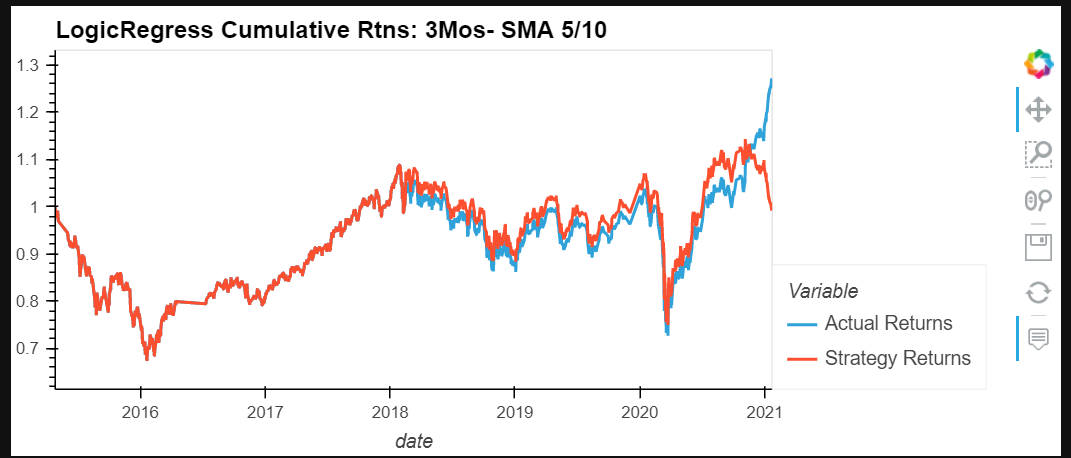 LogicRegress Cumulative Rtns: 3Mos- SMA 5/10
1.3
1.2
1.1
1
0.9
0.8
0.7
2016 2017 2018 2019 2020 2021
date
Variable
Actual Returns
Strategy Returns